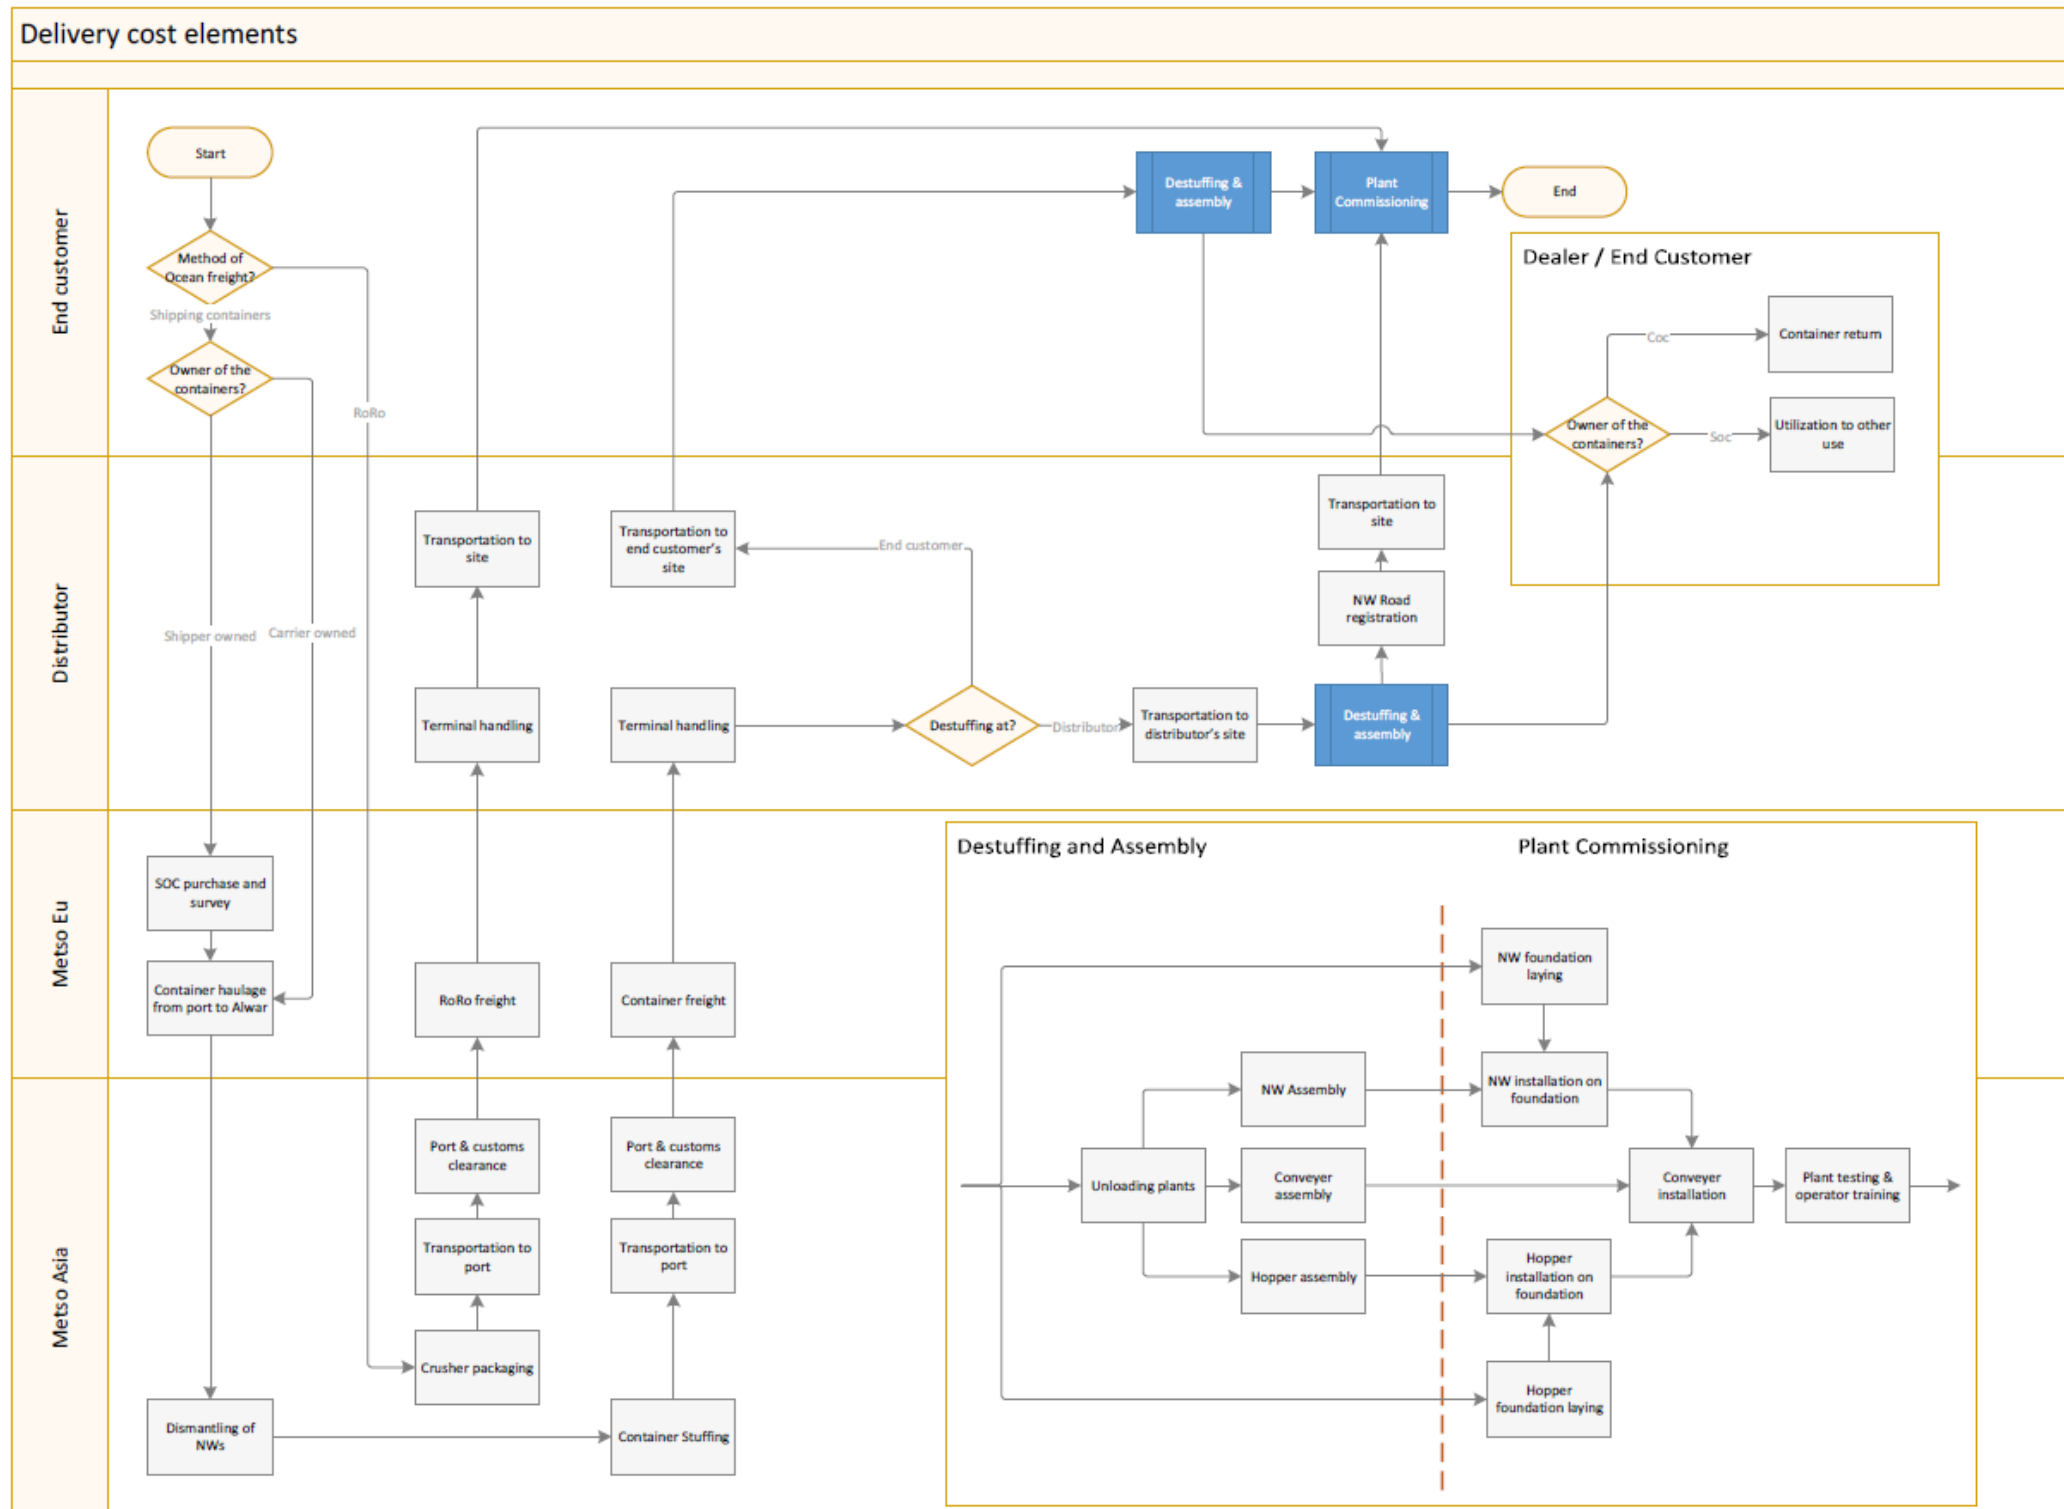 Delivery cost elements
End customer
Start
Method of
Ocean freight?
Shipping containers
Owner of the
containers?
RoRo
Destuffing &
assembly
Plant
Commissioning
End
Dealer / End Customer
Coc
Container return
Owner of the
containers?
Soc
Utilization to other
use
Distributor
Shipper owned
Carrier owned
Transportation to
site
Transportation to
end customer's
site
End customer
Transportation to
site
NW Road
registration
Terminal handling
Terminal handling
Destuffing at?
Distributor
Transportation to
distributor's site
Destuffing &
assembly
Metso Eu
SOC purchase and
survey
Container haulage
from port to Alwar
RoRo freight
Container freight
Metso Asia
Port & customs
clearance
Port & customs
clearance
Transportation to
port
Transportation to
port
Crusher packaging
Dismantling of
NWs
Container Stuffing
Destuffing and Assembly
Plant Commissioning
NW foundation
laying
NW Assembly
NW installation on
foundation
Unloading plants
Conveyer
assembly
Conveyer
installation
Plant testing &
operator training
Hopper assembly
Hopper
installation on
foundation
Hopper
foundation laying